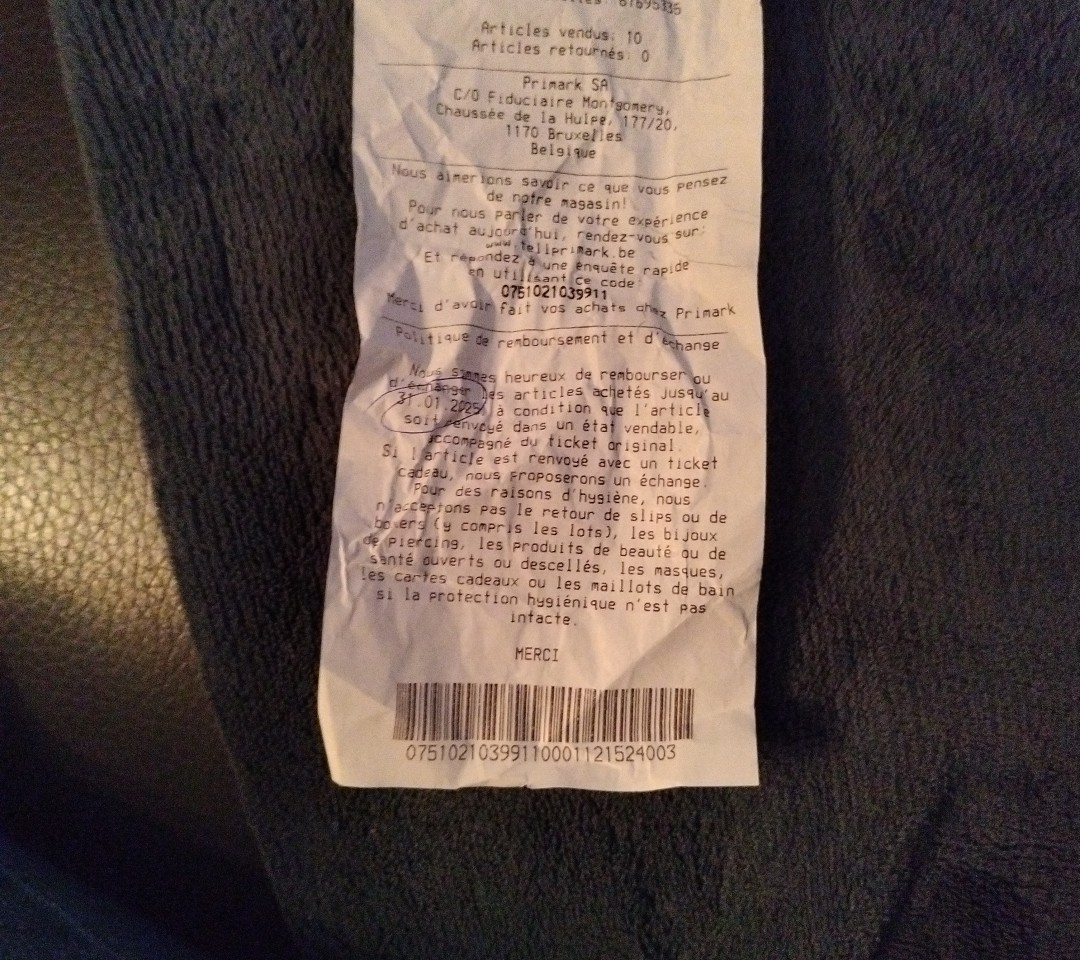 67695335
Articles vendus: 10
Articles retournés: 0
Primark SA
C/O Fiduciaire Montgomery,
Chaussée de la Hulpe, 177/20,
1170 Bruxelles
Belgique
Nous aimerions savoir ce que vous pensez
de notre magasin!
Pour nous parler de votre expérience
d'achat aujourd'hui, rendez-vous sur:
www.tellprimark.be
Et répondez à une enquête rapide
en utilisant ce code:
0751021039911
Merci d'avoir fait vos achats chez Primark
Politique de remboursement et d'échange
Nous sommes heureux de rembourser ou
d'échanger les articles achetés jusqu'au
31.01.2025, à condition que l'article
soit renvoyé dans un état vendable,
accompagné du ticket original.
Si l'article est renvoyé avec un ticket
cadeau, nous proposerons un échange.
Pour des raisons d'hygiène, nous
n'acceptons pas le retour de slips ou de
boxers (y compris les lots), les bijoux
de piercing, les produits de beauté ou de
santé ouverts ou descellés, les masques,
les cartes cadeaux ou les maillots de bain
si la protection hygiénique n'est pas
intacte.
MERCI
07510210399110001121524003